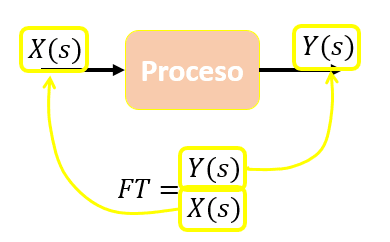 X(s)
Proceso
Y(s)
FT = Y(s)
X(s)